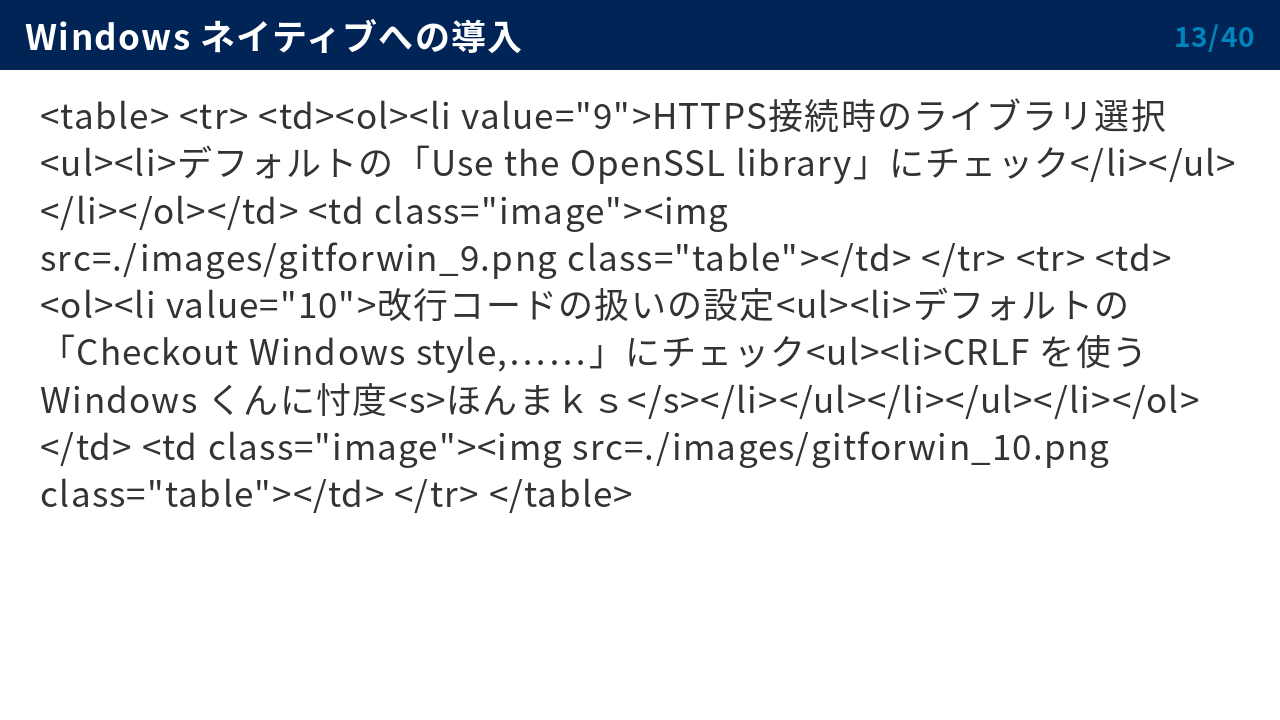 Windows ネイティブへの導入
13/40
<table> <tr> <td><ol><li value="9">HTTPS接続時のライブラリ選択
<ul><li>デフォルトの「Use the OpenSSL library」にチェック</li></ul>
</li></ol></td> <td class="image"><img
src=./images/gitforwin_9.png class="table"></td> </tr> <tr> <td>
<ol><li value="10">改行コードの扱いの設定<ul><li>デフォルトの
「Checkout Windows style,……」にチェック<ul><li>CRLF を使う
Windows くんに忖度<s>ほんまｋｓ</s></li></ul></li></ul></li></ol>
</td> <td class="image"><img src=./images/gitforwin_10.png
class="table"></td> </tr> </table>